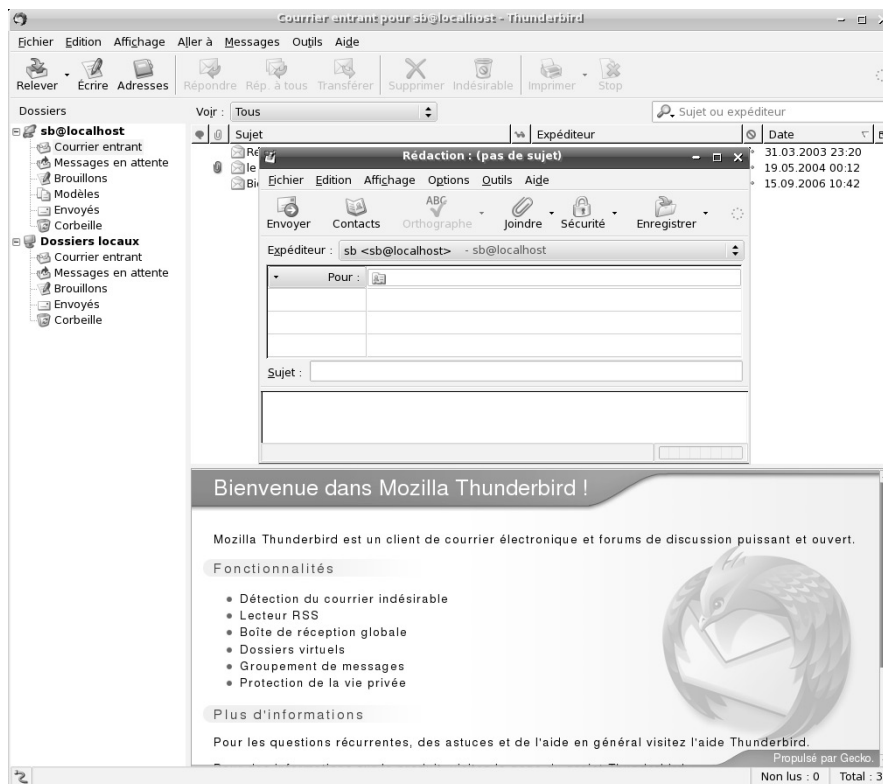 Courrier entrant pour sb@localhost - Thunderbird
Fichier Edition Affichage Aller à Messages Outils Aide
Relever Écrire Adresses Répondre Rép. à tous Transférer Supprimer Indésirable Imprimer Stop
Dossiers
Voir : Tous
Sujet ou expéditeur
sb@localhost
Courrier entrant
Messages en attente
Brouillons
Modèles
Envoyés
Corbeille
Dossiers locaux
Courrier entrant
Messages en attente
Brouillons
Envoyés
Corbeille
Sujet Expéditeur Date
Re 31.03.2003 23:20
le 19.05.2004 00:12
Bi 15.09.2006 10:42
Rédaction : (pas de sujet)
Fichier Edition Affichage Options Outils Aide
Envoyer Contacts ABC Orthographe Joindre Sécurité Enregistrer
Expéditeur : sb <sb@localhost> - sb@localhost
Pour :
Sujet :
Bienvenue dans Mozilla Thunderbird !
Mozilla Thunderbird est un client de courrier électronique et forums de discussion puissant et ouvert.
Fonctionnalités
Détection du courrier indésirable
Lecteur RSS
Boîte de réception globale
Dossiers virtuels
Groupement de messages
Protection de la vie privée
Plus d'informations
Pour les questions récurrentes, des astuces et de l'aide en général visitez l'aide Thunderbird.
Propulsé par Gecko.
Non lus : 0 Total : 3